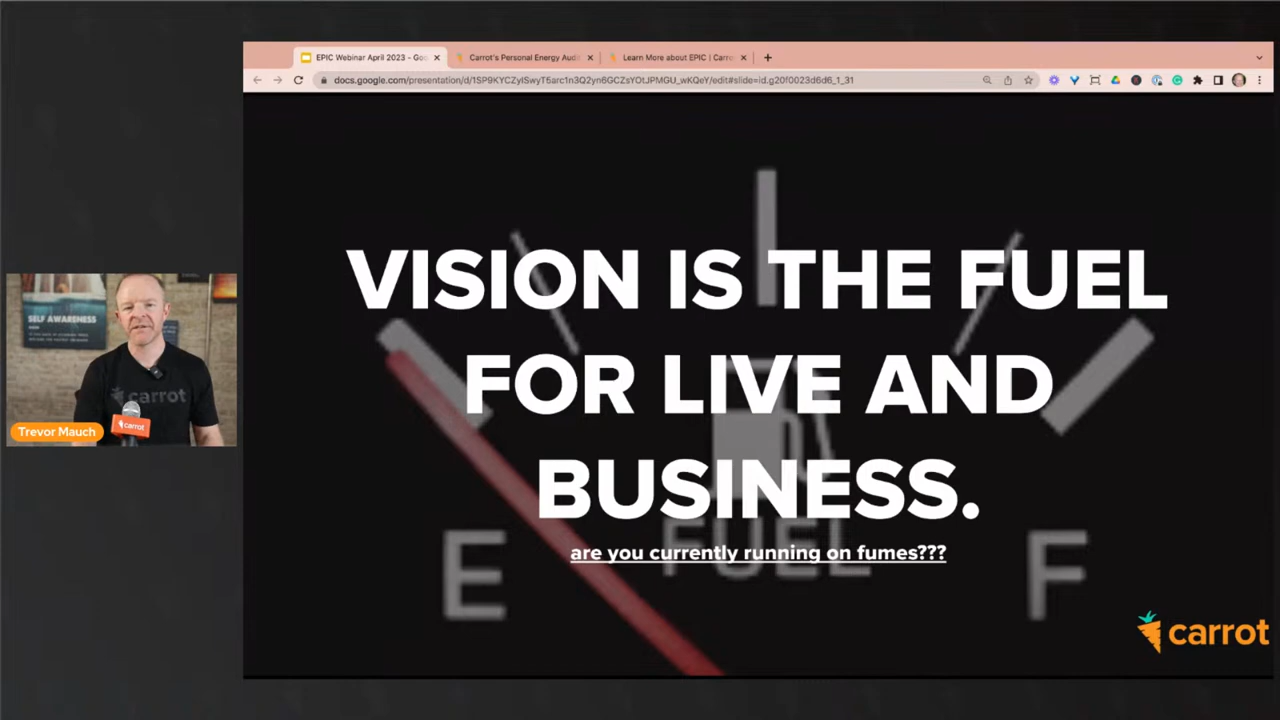 EPIC Webinar April 2023 - Goo
Carrot's Personal Energy Audit
Learn More about EPIC | Carro
docs.google.com/presentation/d/1SP9KYCZyISwyT6arc1n3Q2yn6GCZsYOtJPMGU_wKQeY/edit#slide=id.g20f0023d6d6_1_31
VISION IS THE FUEL
FOR LIVE AND
BUSINESS.
are you currently running on fumes???
FUEL
E
F
carrot
SELF AWARENESS
carrot
carrot
Trevor Mauch